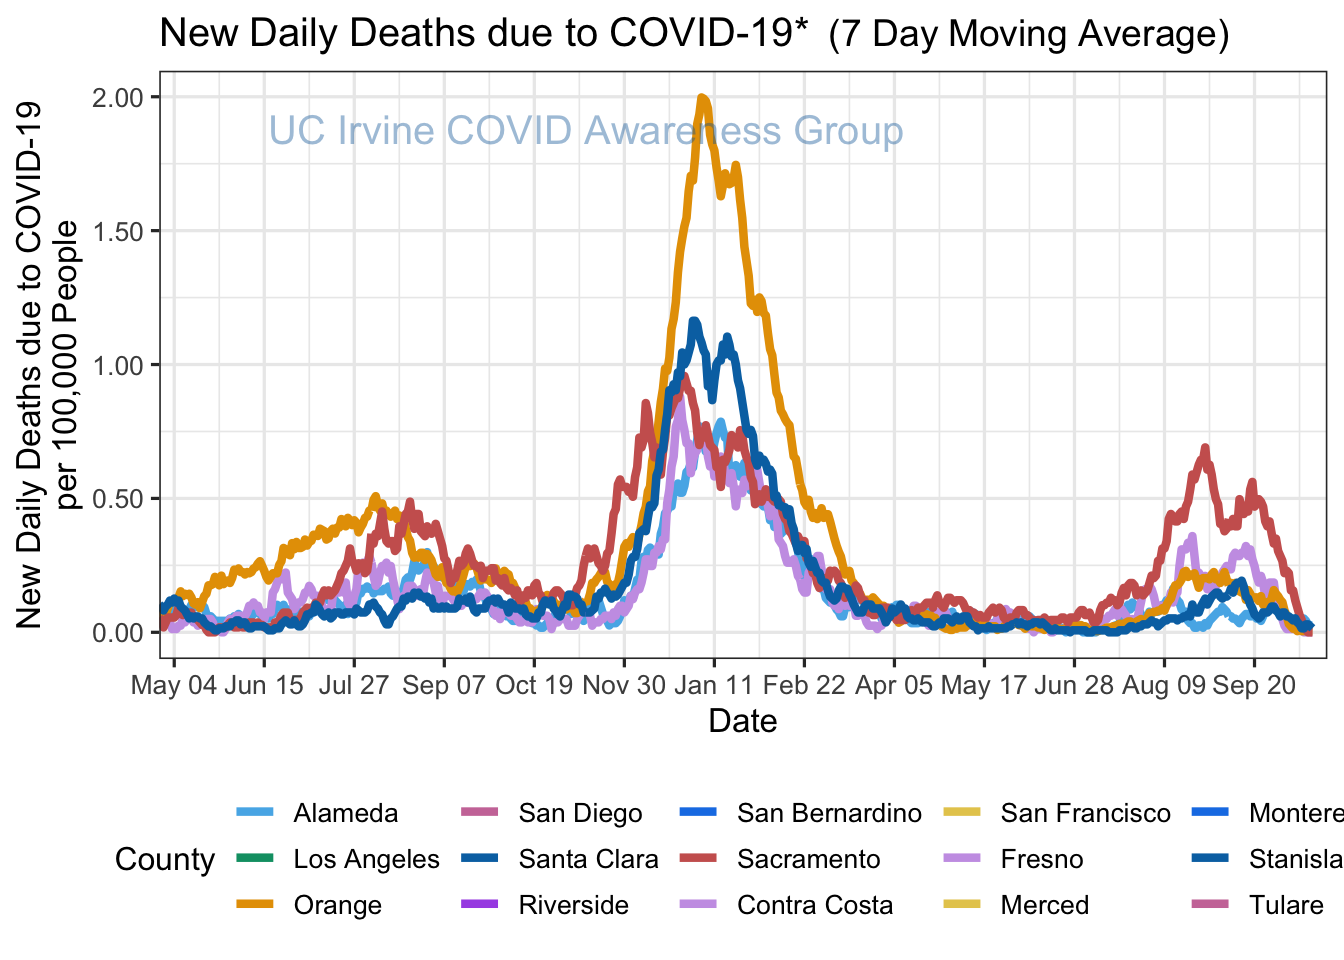 New Daily Deaths due to COVID-19* (7 Day Moving Average)
UC Irvine COVID Awareness Group
New Daily Deaths due to COVID-19
per 100,000 People
2.00
1.50
1.00
0.50
0.00
May 04 Jun 15 Jul 27 Sep 07 Oct 19 Nov 30 Jan 11 Feb 22 Apr 05 May 17 Jun 28 Aug 09 Sep 20
Date
County
Alameda San Diego San Bernardino San Francisco Montere
Los Angeles Santa Clara Sacramento Fresno Stanisla
Orange Riverside Contra Costa Merced Tulare